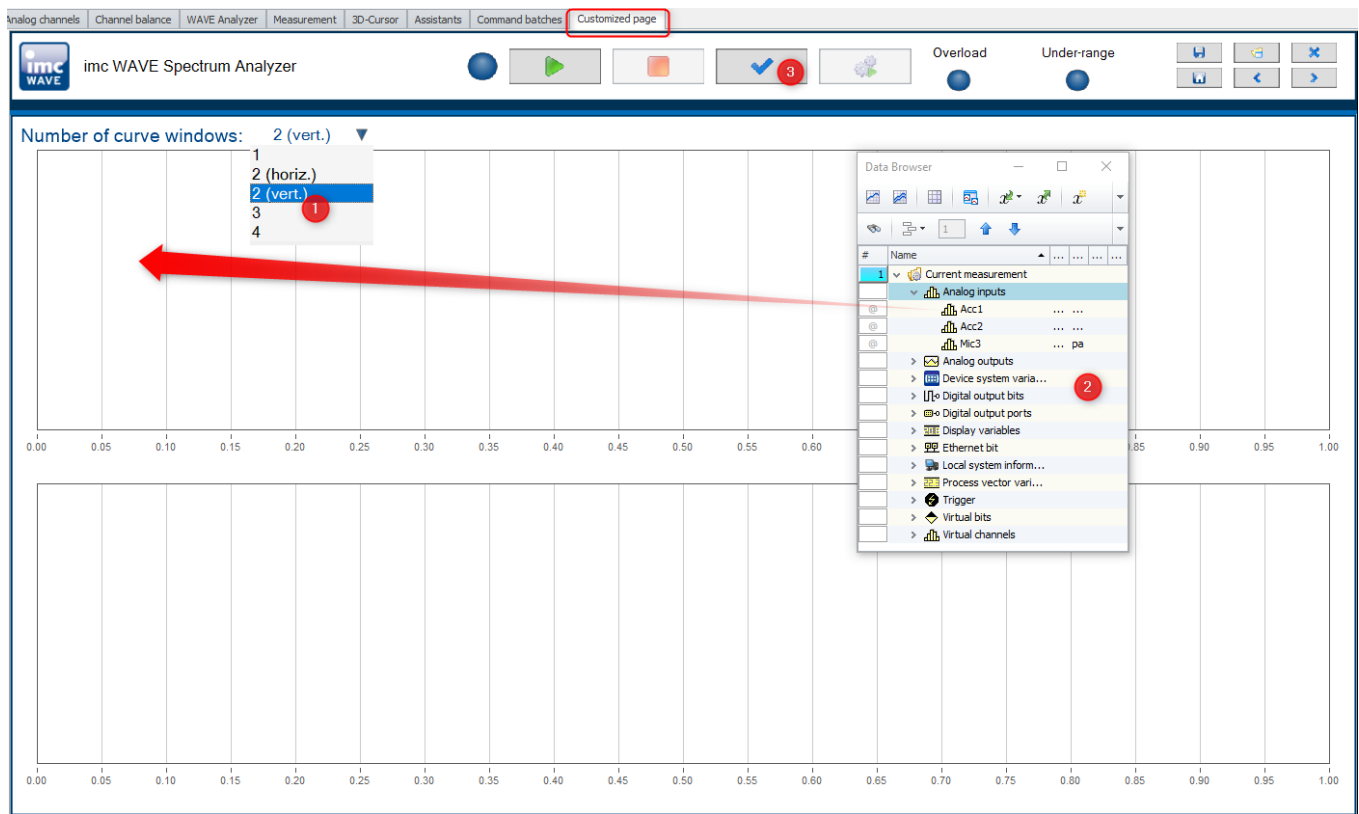 Analog channels Channel balance WAVE Analyzer Measurement 3D-Cursor Assistants Command batches Customized page
imc WAVE
imc WAVE Spectrum Analyzer
3
Overload
Under-range
Number of curve windows: 2 (vert.)
1
2 (horiz.)
2 (vert.)
1
3
4
Data Browser
1
# Name ... ... ... ...
1 Current measurement
Analog inputs
@ Acc1 ... ...
@ Acc2 ... ...
@ Mic3 ... pa
Analog outputs
Device system varia...
2
Digital output bits
Digital output ports
Display variables
Ethernet bit
Local system inform...
Process vector vari...
Trigger
Virtual bits
Virtual channels
0.00 0.05 0.10 0.15 0.20 0.25 0.30 0.35 0.40 0.45 0.50 0.55 0.60 .85 0.90 0.95 1.00
0.00 0.05 0.10 0.15 0.20 0.25 0.30 0.35 0.40 0.45 0.50 0.55 0.60 0.65 0.70 0.75 0.80 0.85 0.90 0.95 1.00